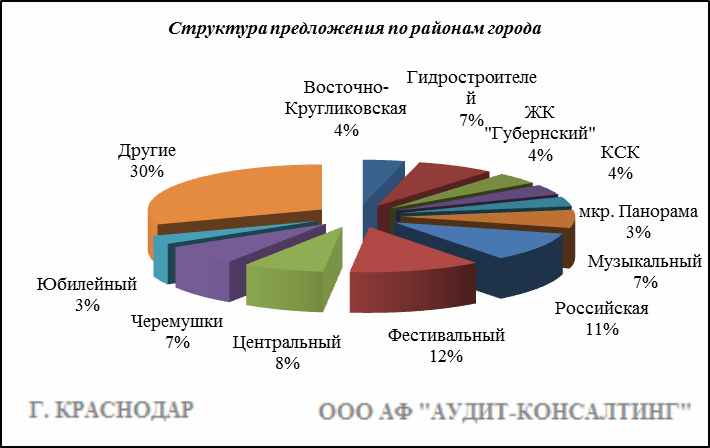 Структура предложения по районам города
Восточно-
Кругликовская
4%
Гидростроителе
й
7%
ЖК
"Губернский"
4%
КСК
4%
мкр. Панорама
3%
Музыкальный
7%
Российская
11%
Фестивальный
12%
Центральный
8%
Черемушки
7%
Юбилейный
3%
Другие
30%
Г. КРАСНОДАР
ООО АФ "АУДИТ-КОНСАЛТИНГ"